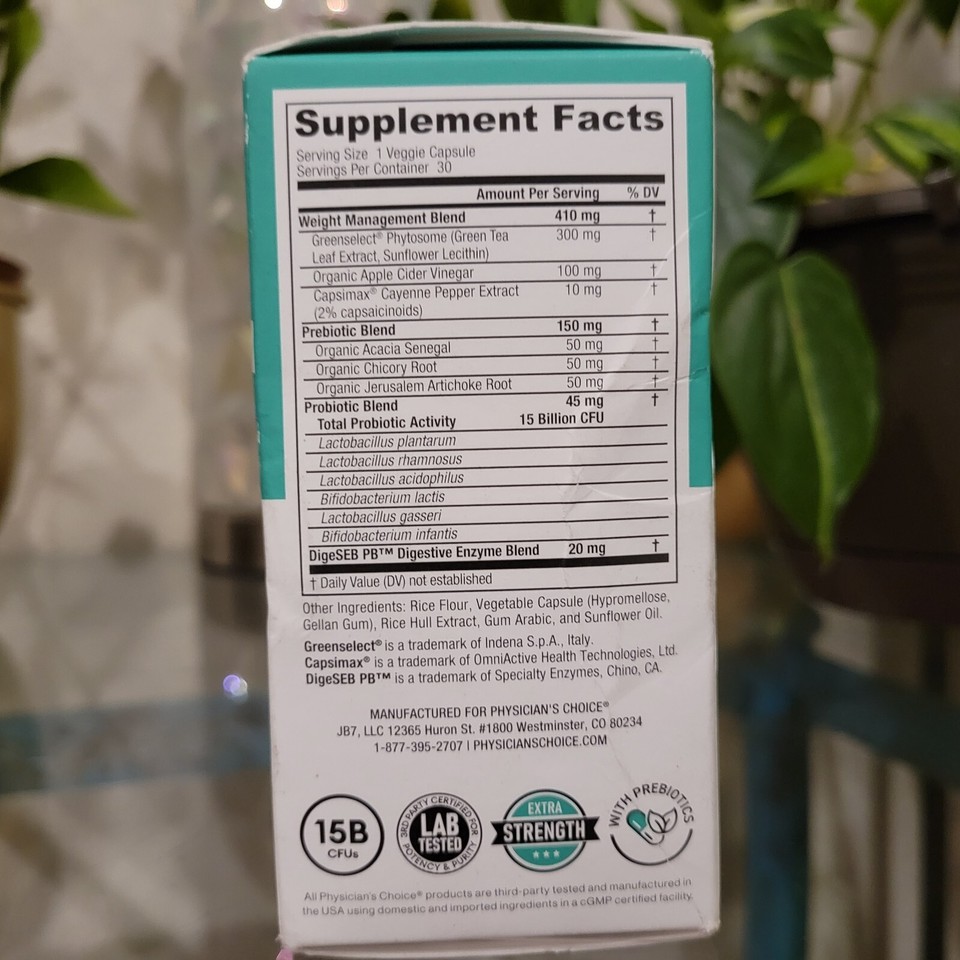 Supplement Facts
Serving Size 1 Veggie Capsule
Servings Per Container 30
Amount Per Serving % DV
Weight Management Blend 410 mg †
Greenselect® Phytosome (Green Tea 300 mg †
Leaf Extract, Sunflower Lecithin)
Organic Apple Cider Vinegar 100 mg †
Capsimax® Cayenne Pepper Extract 10 mg †
(2% capsaicinoids)
Prebiotic Blend 150 mg †
Organic Acacia Senegal 50 mg †
Organic Chicory Root 50 mg †
Organic Jerusalem Artichoke Root 50 mg †
Probiotic Blend 45 mg †
Total Probiotic Activity 15 Billion CFU
Lactobacillus plantarum
Lactobacillus rhamnosus
Lactobacillus acidophilus
Bifidobacterium lactis
Lactobacillus gasseri
Bifidobacterium infantis
DigeSEB PB™ Digestive Enzyme Blend 20 mg †
† Daily Value (DV) not established
Other Ingredients: Rice Flour, Vegetable Capsule (Hypromellose,
Gellan Gum), Rice Hull Extract, Gum Arabic, and Sunflower Oil.
Greenselect® is a trademark of Indena S.p.A., Italy.
Capsimax® is a trademark of OmniActive Health Technologies, Ltd.
DigeSEB PB™ is a trademark of Specialty Enzymes, Chino, CA.
MANUFACTURED FOR PHYSICIAN'S CHOICE®
JB7, LLC 12365 Huron St. #1800 Westminster, CO 80234
1-877-395-2707 | PHYSICIANSCHOICE.COM
15B
CFUs
3RD PARTY CERTIFIED FOR
LAB
TESTED
POTENCY & PURITY
EXTRA
STRENGTH
WITH PREBIOTICS
All Physician's Choice® products are third-party tested and manufactured in
the USA using domestic and imported ingredients in a cGMP certified facility.